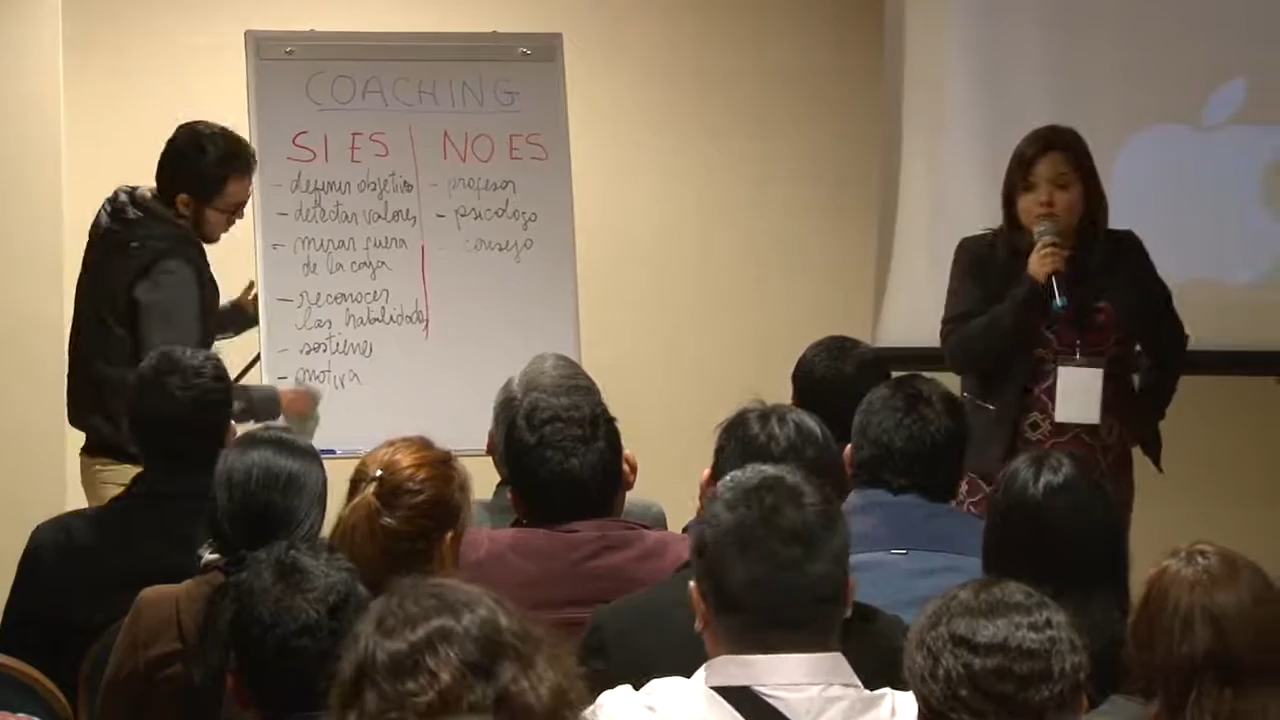 COACHING
SI ES
- definir objetivo
- detectar valores
- mirar fuera
de la caja
- reconocer
las habilidades
- sostiene
- motiva
NO ES
- profesor
- psicólogo
- consejo